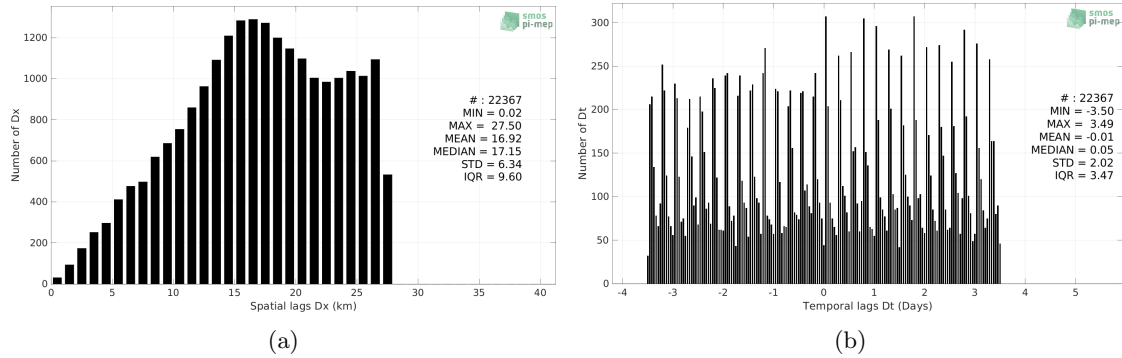 smos
pi-mep
Number of Dx
1200
1000
800
600
400
200
0
# : 22367
MIN = 0.02
MAX = 27.50
MEAN = 16.92
MEDIAN = 17.15
STD = 6.34
IQR = 9.60
0 5 10 15 20 25 30 35 40
Spatial lags Dx (km)
(a)
smos
pi-mep
Number of Dt
300
250
200
150
100
50
0
# : 22367
MIN = -3.50
MAX = 3.49
MEAN = -0.01
MEDIAN = 0.05
STD = 2.02
IQR = 3.47
-4 -3 -2 -1 0 1 2 3 4 5
Temporal lags Dt (Days)
(b)